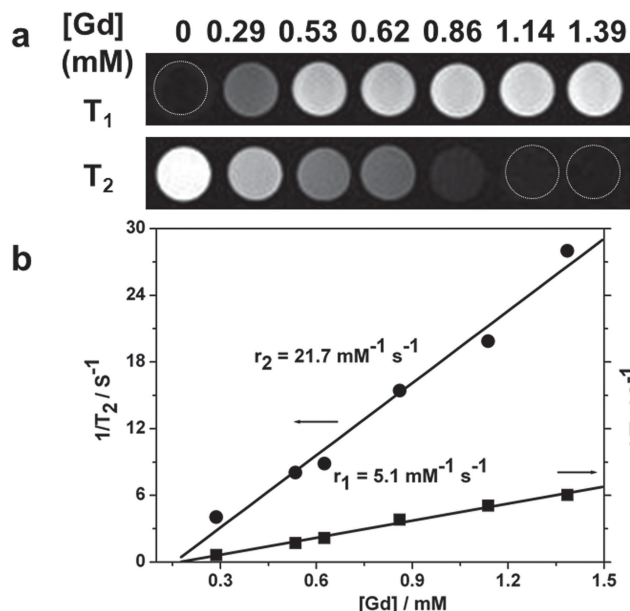 a
[Gd] 0 0.29 0.53 0.62 0.86 1.14 1.39
(mM)
T₁
T₂
b
30
24
18
12
6
0
1/T₂ / s⁻¹
r₂ = 21.7 mM⁻¹ s⁻¹
r₁ = 5.1 mM⁻¹ s⁻¹
0.3 0.6 0.9 1.2 1.5
[Gd] / mM